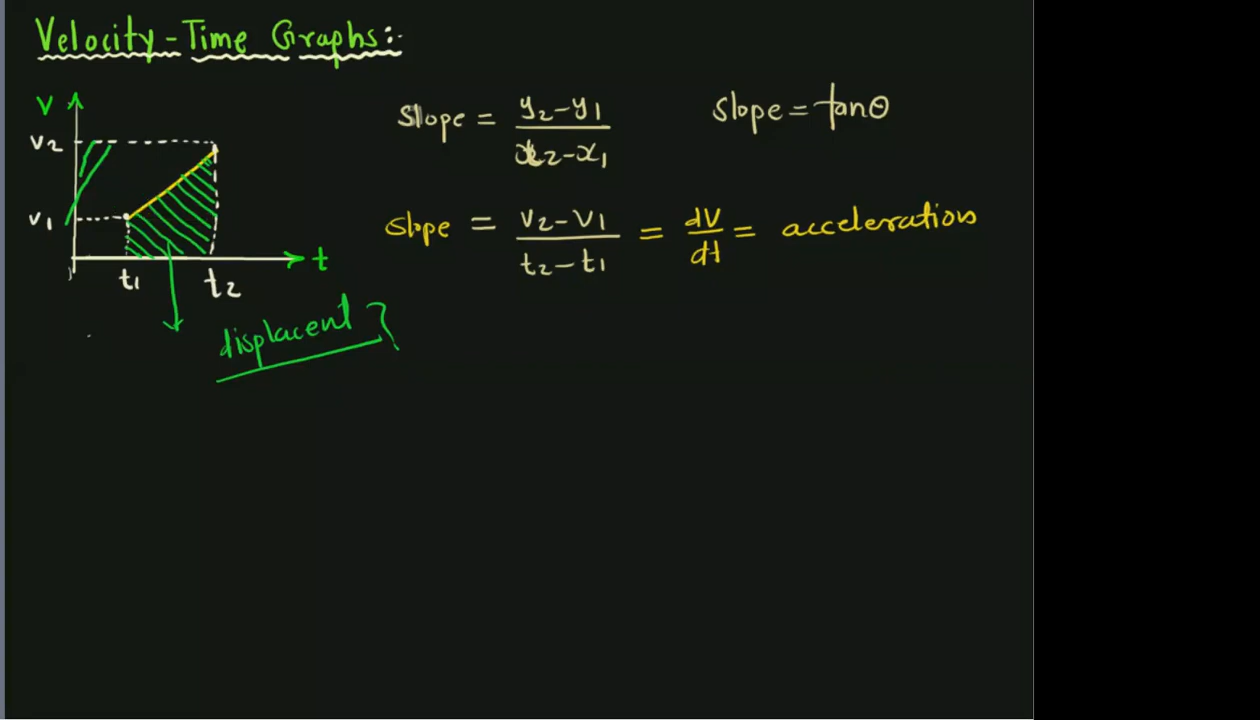 Velocity-Time Graphs:-
V
v2
v1
t1 t2
t
displacent }
Slope = y2-y1 / x2-x1
slope = tanθ
slope = v2-v1 / t2-t1 = dv/dt = acceleration